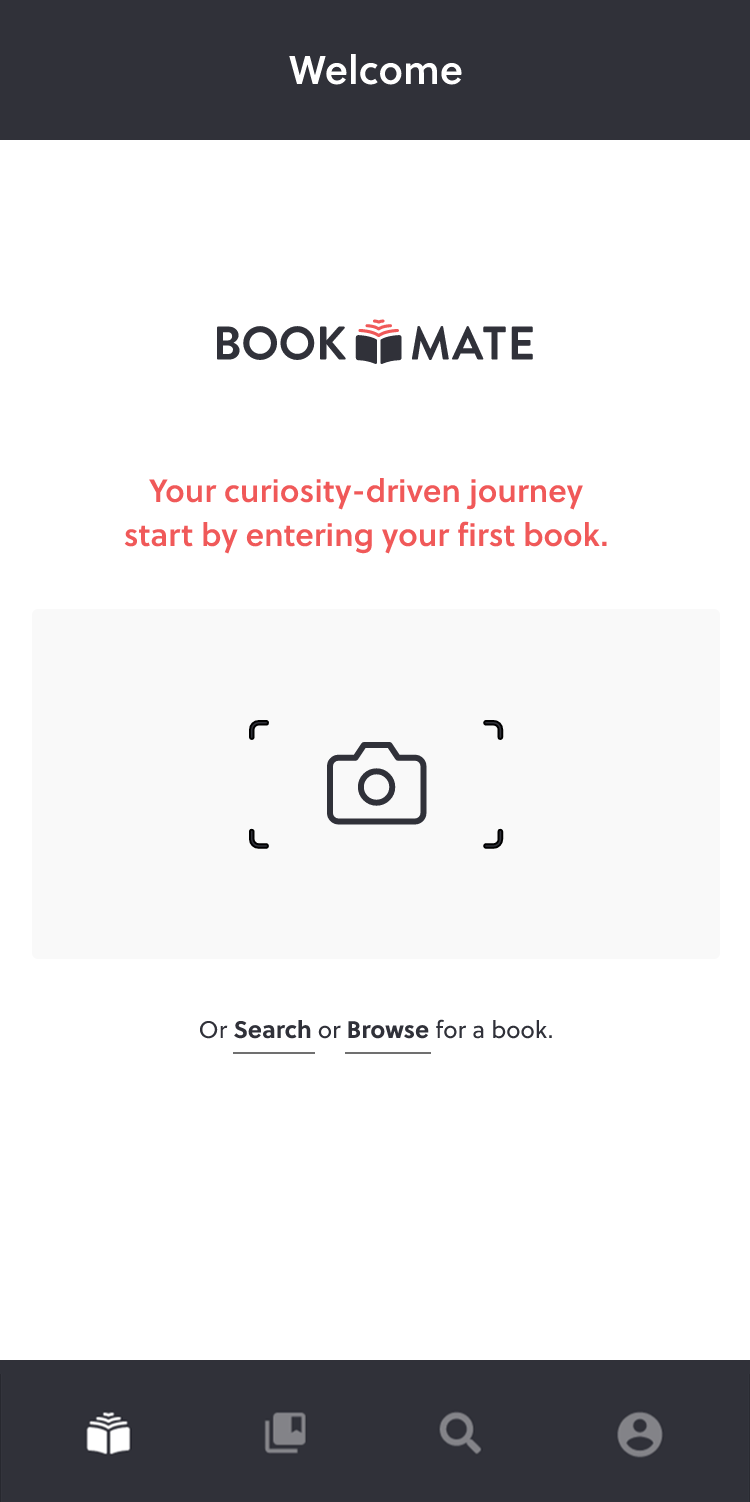 Welcome
BOOK MATE
Your curiosity-driven journey
start by entering your first book.
Or Search or Browse for a book.